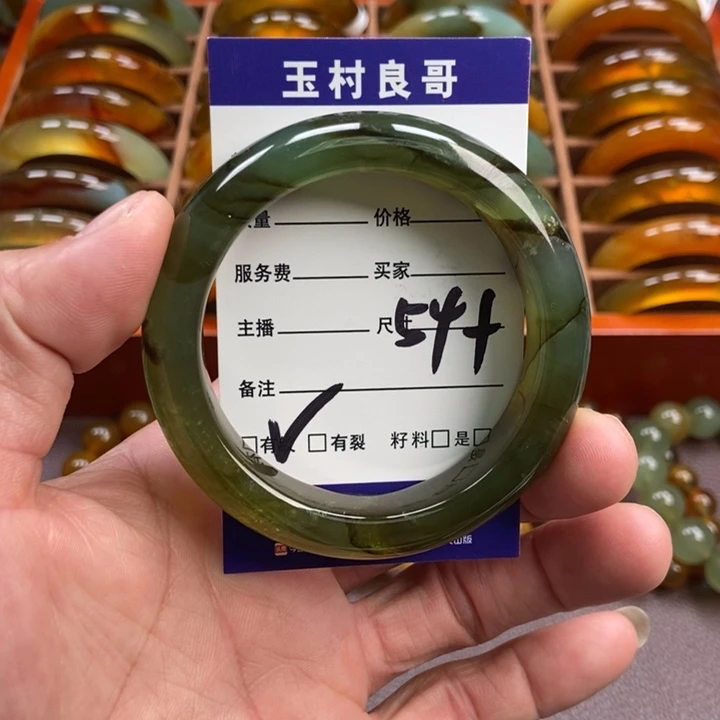 玉村良哥
量 价格
服务费 买家
主播 尺寸 54+
备注
□有 □有裂 籽料□是□